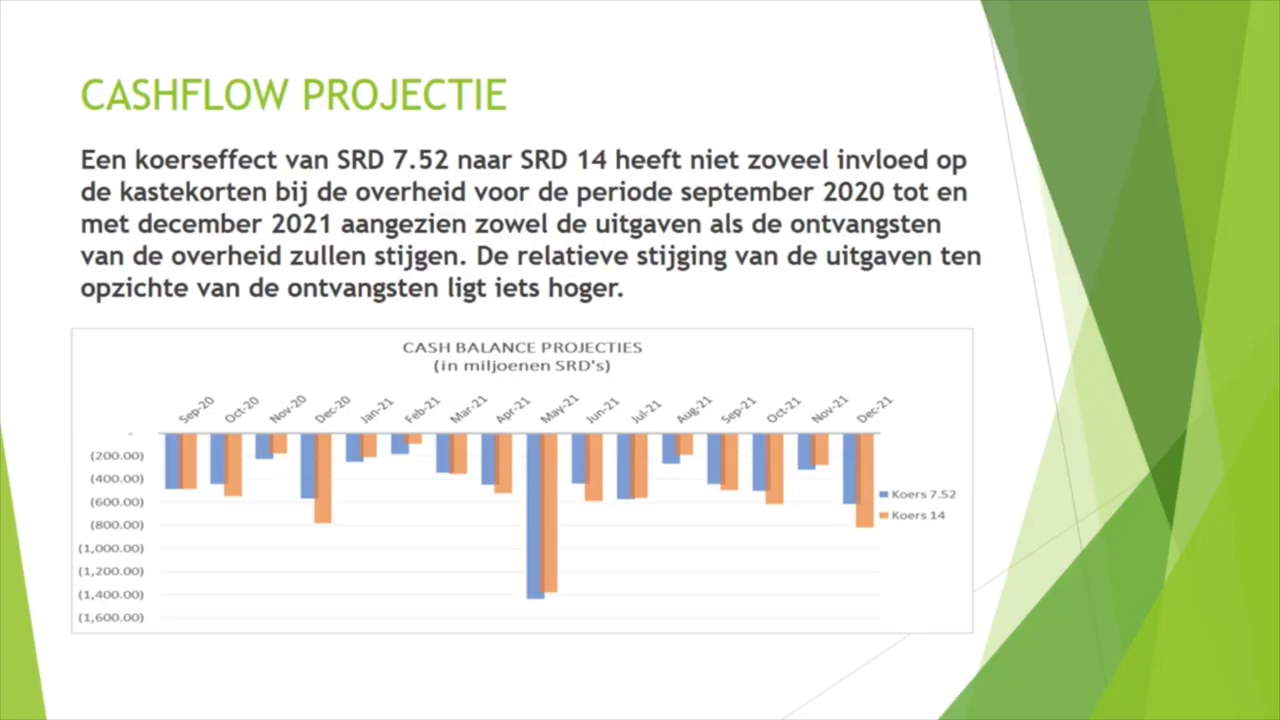 CASHFLOW PROJECTIE
Een koerseffect van SRD 7.52 naar SRD 14 heeft niet zoveel invloed op
de kastekorten bij de overheid voor de periode september 2020 tot en
met december 2021 aangezien zowel de uitgaven als de ontvangsten
van de overheid zullen stijgen. De relatieve stijging van de uitgaven ten
opzichte van de ontvangsten ligt iets hoger.
CASH BALANCE PROJECTIES
(in miljoenen SRD's)
Sep-20 Oct-20 Nov-20 Dec-20 Jan-21 Feb-21 Mar-21 Apr-21 May-21 Jun-21 Jul-21 Aug-21 Sep-21 Oct-21 Nov-21 Dec-21
-
(200.00)
(400.00)
(600.00)
(800.00)
(1,000.00)
(1,200.00)
(1,400.00)
(1,600.00)
Koers 7.52
Koers 14